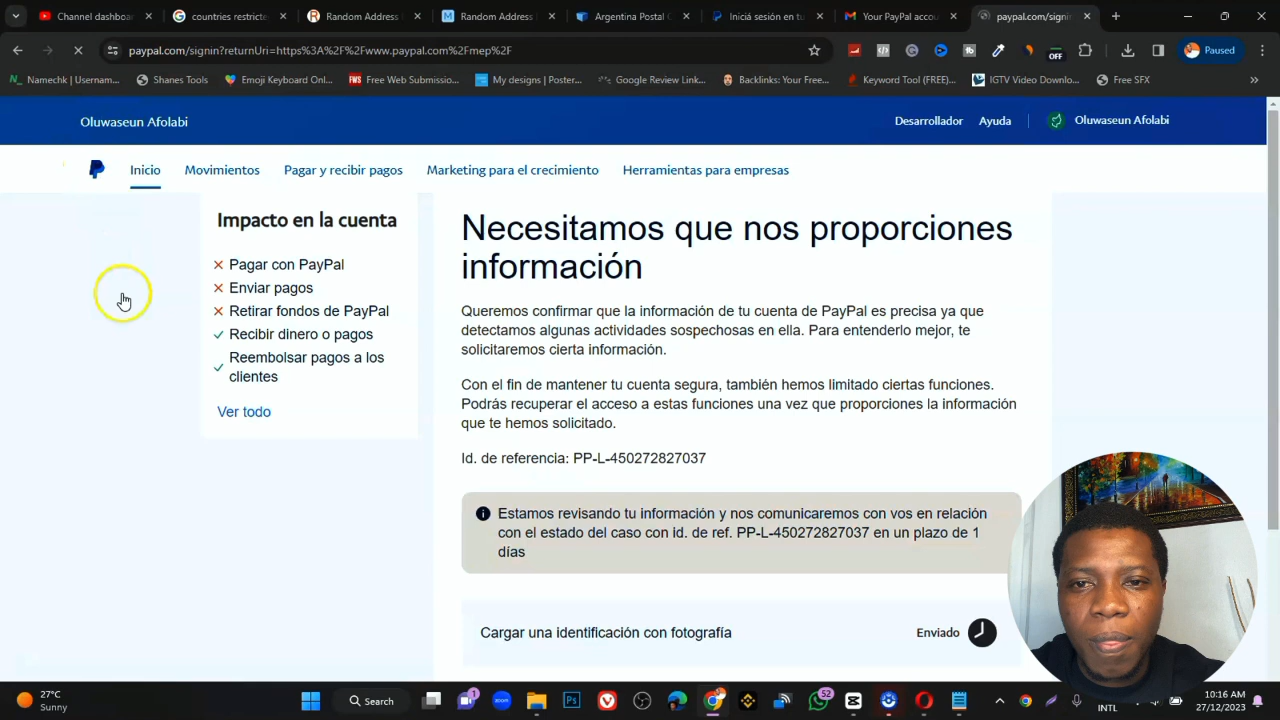 Channel dashboa
countries restricte
Random Address
Random Address
Argentina Postal C
Iniciá sesión en tu
Your PayPal accou
paypal.com/signin
paypal.com/signin?returnUri=https%3A%2F%2Fwww.paypal.com%2Fmep%2F
OFF
Paused
Namechk | Usernam...
Shanes Tools
Emoji Keyboard Onl...
FWS
Free Web Submissio...
My designs | Poster...
Google Review Link...
Backlinks: Your Free...
Keyword Tool (FREE)...
IGTV Video Downlo...
Free SFX
Oluwaseun Afolabi
Desarrollador
Ayuda
Oluwaseun Afolabi
Inicio
Movimientos
Pagar y recibir pagos
Marketing para el crecimiento
Herramientas para empresas
Impacto en la cuenta
Pagar con PayPal
Enviar pagos
Retirar fondos de PayPal
Recibir dinero o pagos
Reembolsar pagos a los
clientes
Ver todo
Necesitamos que nos proporciones
información
Queremos confirmar que la información de tu cuenta de PayPal es precisa ya que
detectamos algunas actividades sospechosas en ella. Para entenderlo mejor, te
solicitaremos cierta información.
Con el fin de mantener tu cuenta segura, también hemos limitado ciertas funciones.
Podrás recuperar el acceso a estas funciones una vez que proporciones la información
que te hemos solicitado.
Id. de referencia: PP-L-450272827037
Estamos revisando tu información y nos comunicaremos con vos en relación
con el estado del caso con id. de ref. PP-L-450272827037 en un plazo de 1
días
Cargar una identificación con fotografía
Enviado
27°C
Sunny
Search
1
zoom
Ps
52
INTL
10:16 AM
27/12/2023